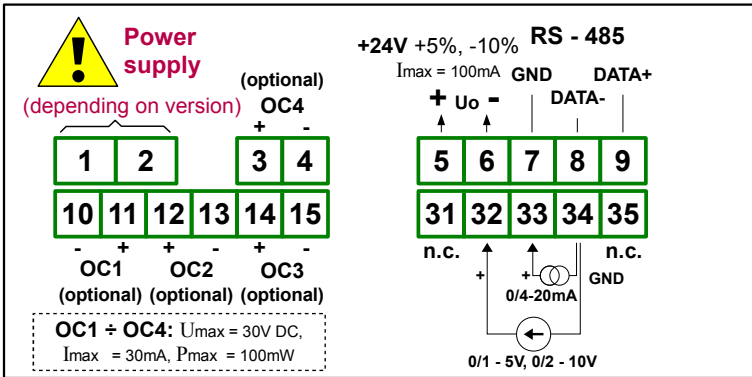 Power
supply
(depending on version)
(optional)
OC4
+ -
1 2 3 4
10 11 12 13 14 15
- + + - + -
OC1 OC2 OC3
(optional) (optional) (optional)
OC1 ÷ OC4: Umax = 30V DC,
Imax = 30mA, Pmax = 100mW
+24V +5%, -10% RS - 485
Imax = 100mA GND DATA+
+ Uo - DATA-
5 6 7 8 9
31 32 33 34 35
n.c. n.c.
+ + GND
0/4-20mA
0/1 - 5V, 0/2 - 10V